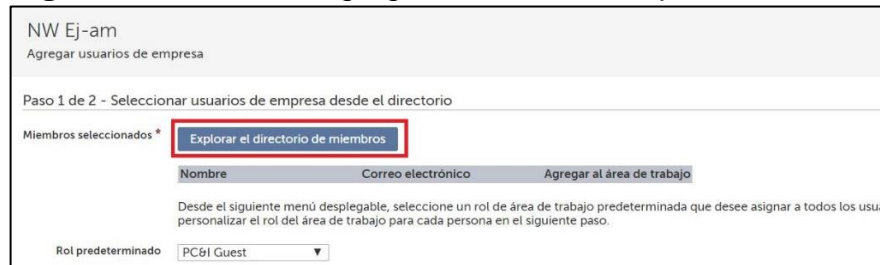 NW Ej-am
Agregar usuarios de empresa
Paso 1 de 2 - Seleccionar usuarios de empresa desde el directorio
Miembros seleccionados *
Explorar el directorio de miembros
Nombre Correo electrónico Agregar al área de trabajo
Desde el siguiente menú desplegable, seleccione un rol de área de trabajo predeterminada que desee asignar a todos los
personalizar el rol del área de trabajo para cada persona en el siguiente paso.
Rol predeterminado PC&I Guest